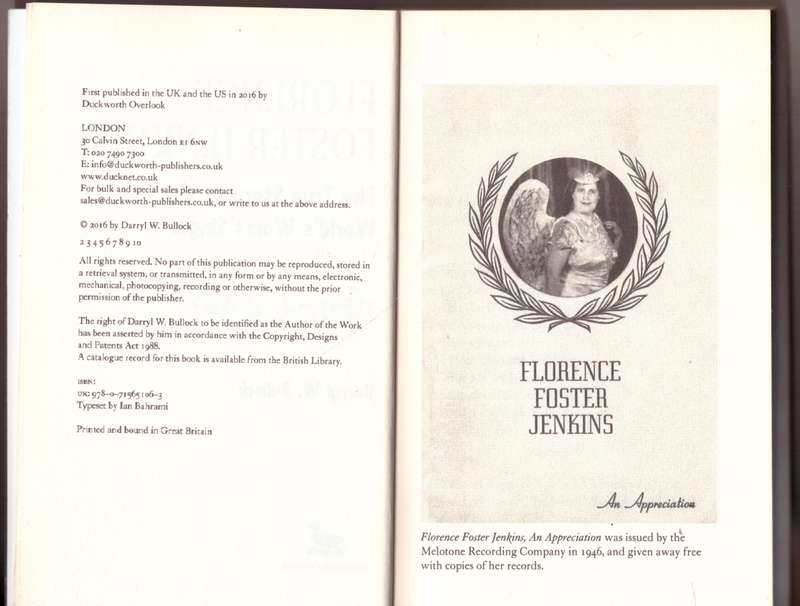 First published in the UK and the US in 2016 by
Duckworth Overlook
LONDON
30 Calvin Street, London E1 6NW
T: 020 7490 7300
E: info@duckworth-publishers.co.uk
www.ducknet.co.uk
For bulk and special sales please contact
sales@duckworth-publishers.co.uk, or write to us at the above address.
© 2016 by Darryl W. Bullock
2 3 4 5 6 7 8 9 10
All rights reserved. No part of this publication may be reproduced, stored in
a retrieval system, or transmitted, in any form or by any means, electronic,
mechanical, photocopying, recording or otherwise, without the prior
permission of the publisher.
The right of Darryl W. Bullock to be identified as the Author of the Work
has been asserted by him in accordance with the Copyright, Designs
and Patents Act 1988.
A catalogue record for this book is available from the British Library.
ISBN:
UK: 978-0-7156-5106-3
Typeset by Ian Bahrami
Printed and bound in Great Britain
FLORENCE
FOSTER
JENKINS
An Appreciation
Florence Foster Jenkins, An Appreciation was issued by the
Melotone Recording Company in 1946, and given away free
with copies of her records.